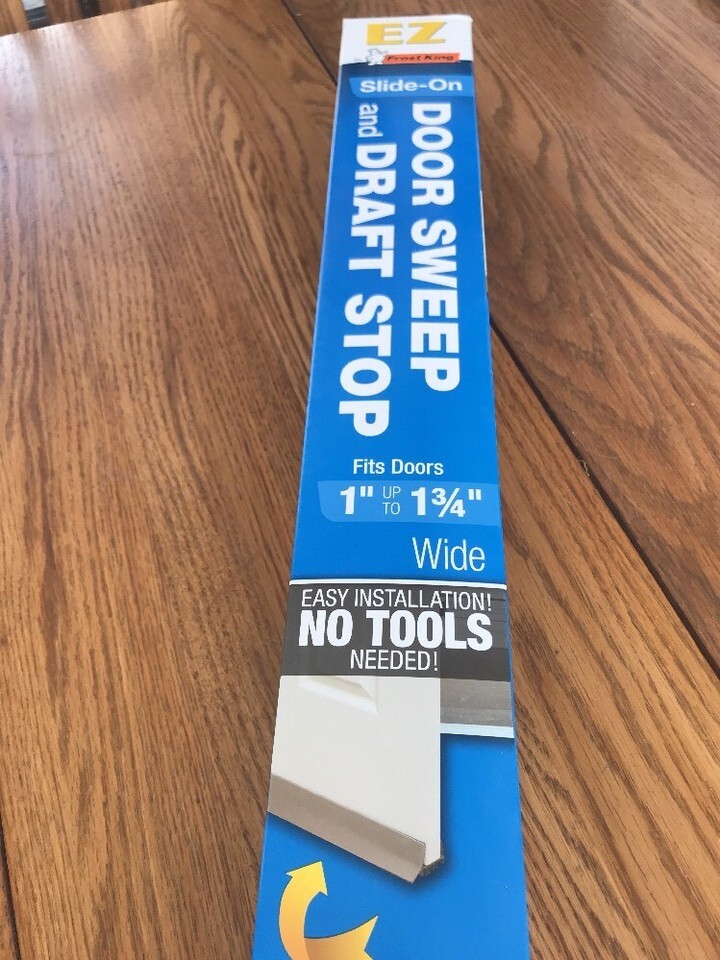 EZ
Frost King
Slide-On
DOOR SWEEP
and DRAFT STOP
Fits Doors
1" UP TO 1¾"
Wide
EASY INSTALLATION!
NO TOOLS
NEEDED!